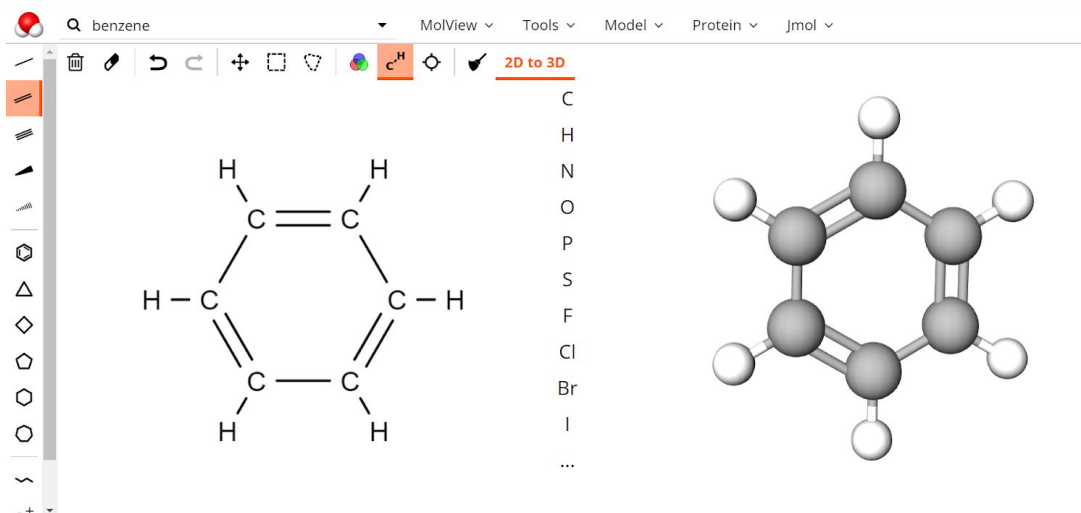 benzene MolView Tools Model Protein Jmol
C H 2D to 3D
C
H
N
O
P
S
F
Cl
Br
I
...
H H
C C
H C C H
C C
H H